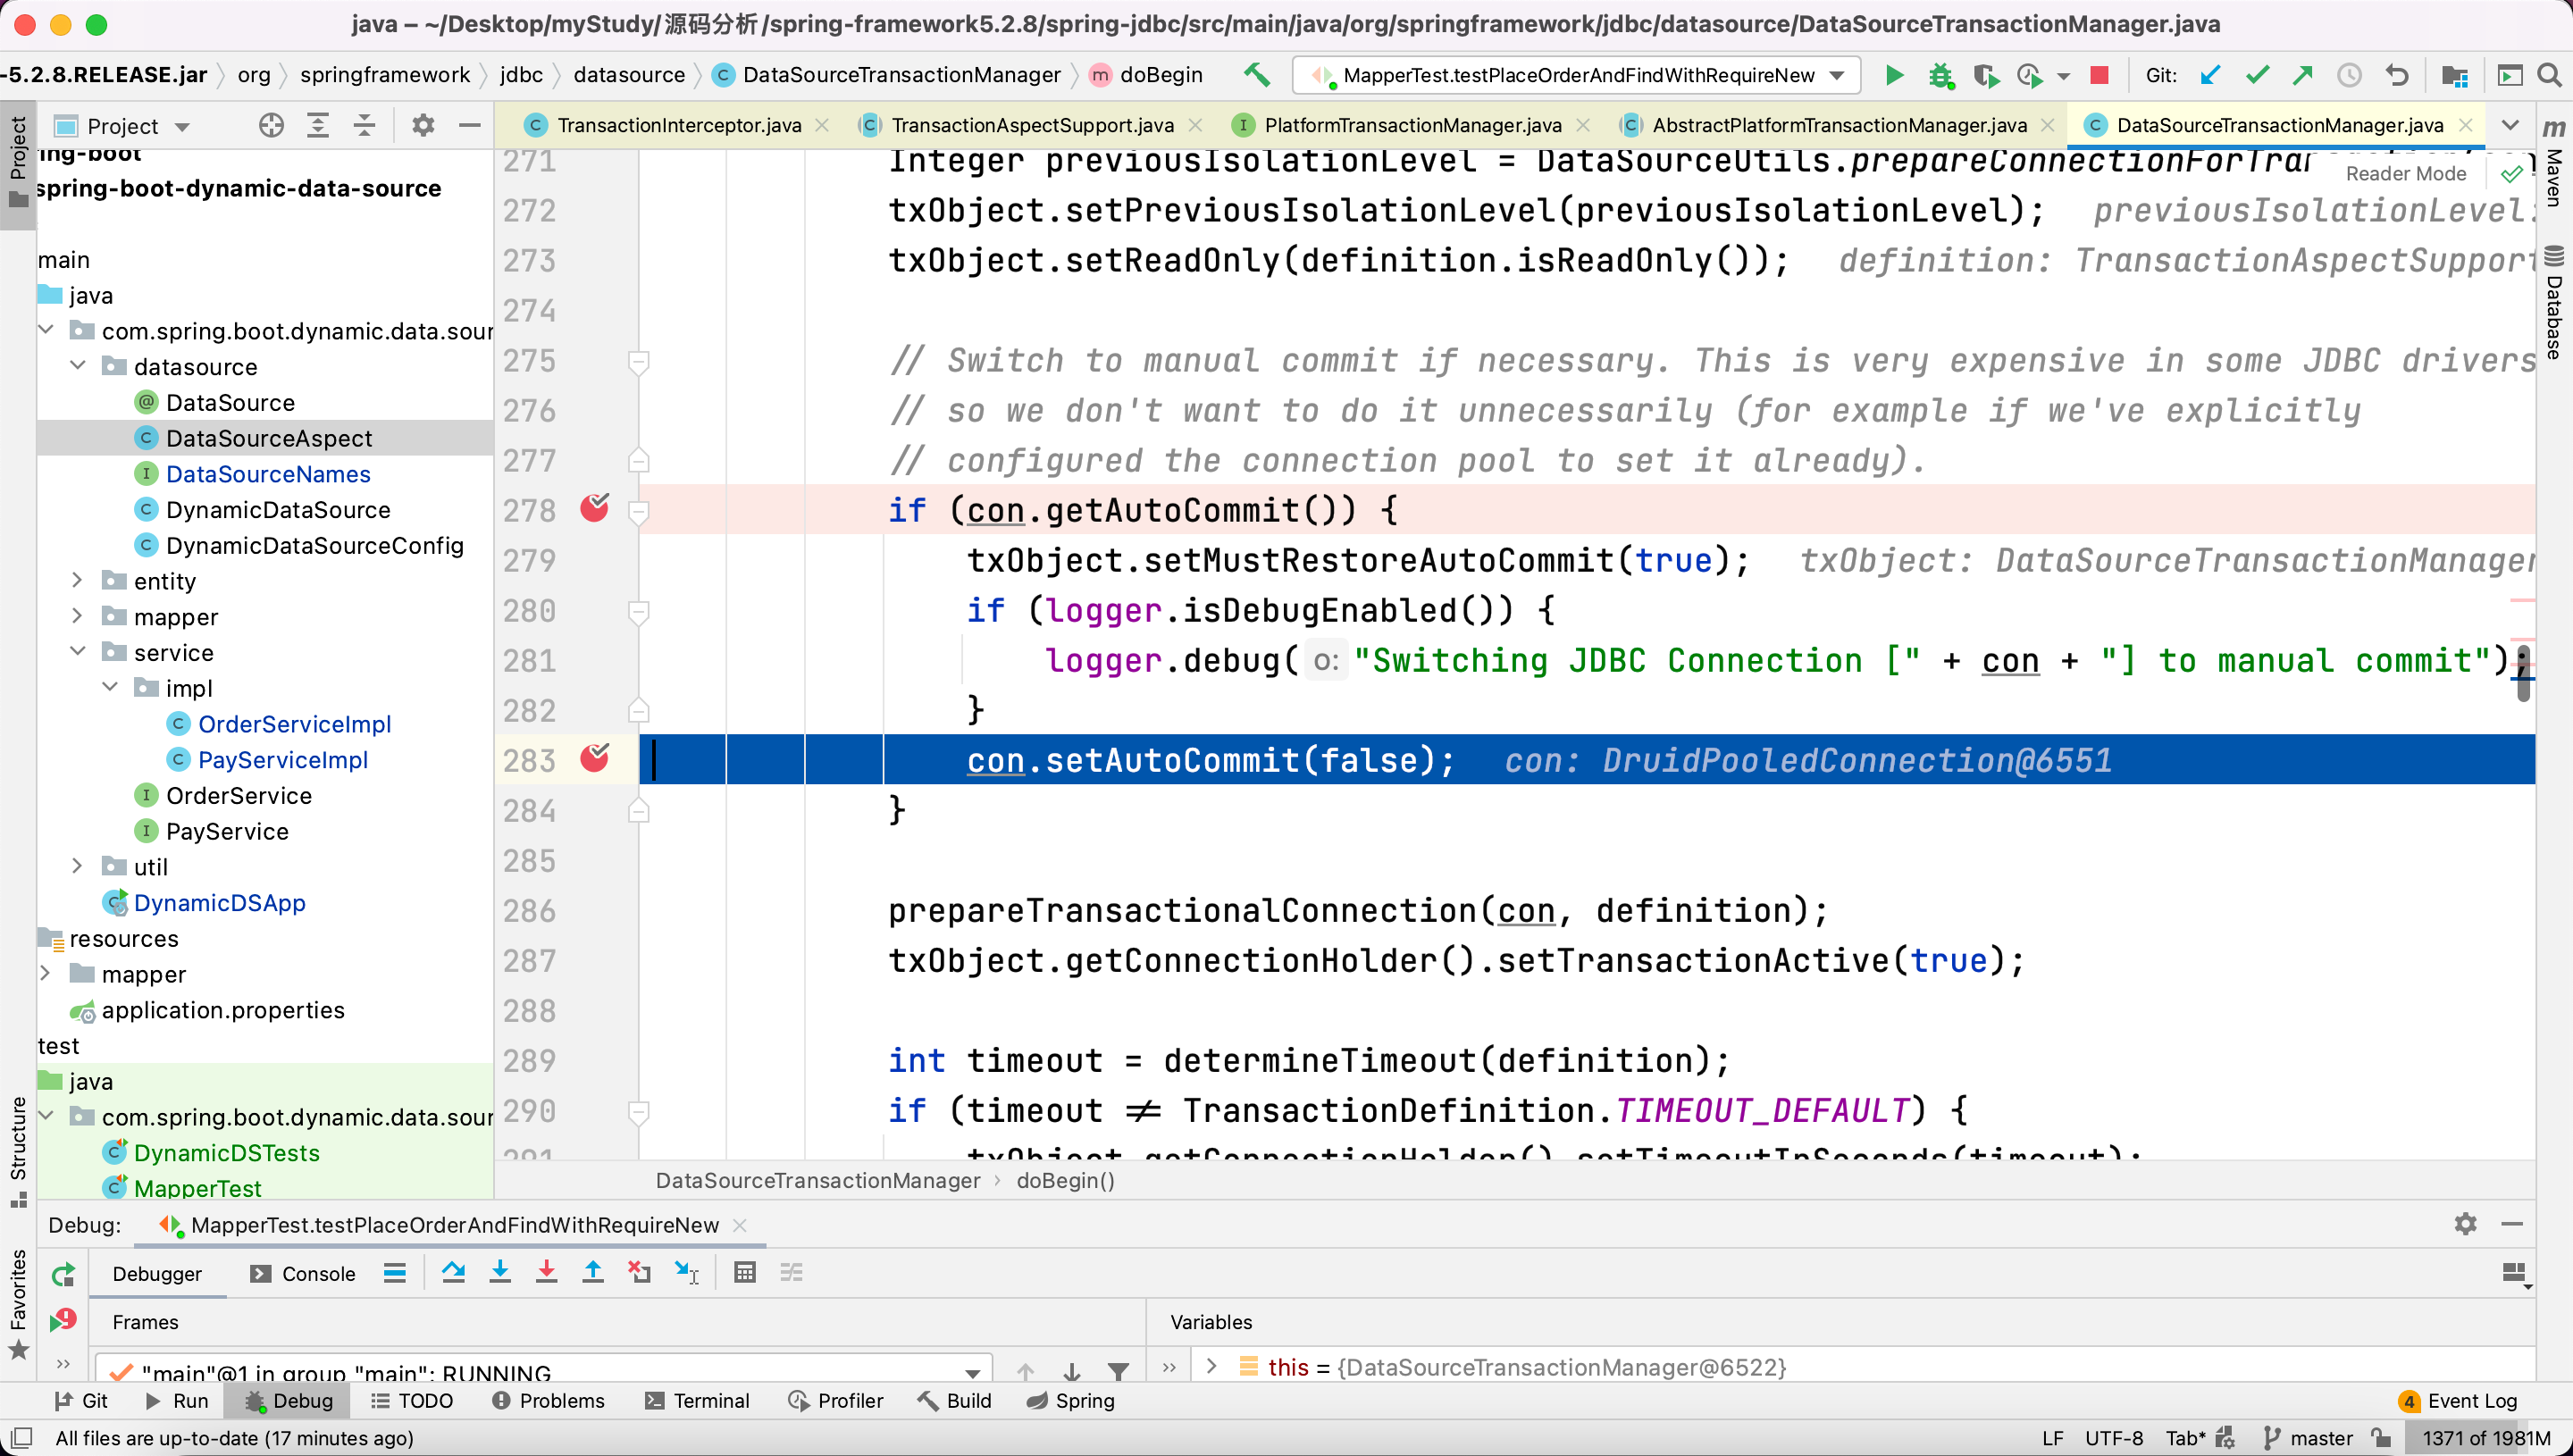 java – ~/Desktop/myStudy/源码分析/spring-framework5.2.8/spring-jdbc/src/main/java/org/springframework/jdbc/datasource/DataSourceTransactionManager.java
-5.2.8.RELEASE.jar org springframework jdbc datasource DataSourceTransactionManager doBegin MapperTest.testPlaceOrderAndFindWithRequireNew Git:
Project TransactionInterceptor.java TransactionAspectSupport.java PlatformTransactionManager.java AbstractPlatformTransactionManager.java DataSourceTransactionManager.java
Project
Structure
Favorites
ing-boot
spring-boot-dynamic-data-source
main
java
com.spring.boot.dynamic.data.sour
datasource
DataSource
DataSourceAspect
DataSourceNames
DynamicDataSource
DynamicDataSourceConfig
entity
mapper
service
impl
OrderServiceImpl
PayServiceImpl
OrderService
PayService
util
DynamicDSApp
resources
mapper
application.properties
test
java
com.spring.boot.dynamic.data.sour
DynamicDSTests
MapperTest
Reader Mode
271 Integer previousIsolationLevel = DataSourceUtils.prepareConnectionForTransaction(con
272 txObject.setPreviousIsolationLevel(previousIsolationLevel); previousIsolationLevel:
273 txObject.setReadOnly(definition.isReadOnly()); definition: TransactionAspectSupport
274
275 // Switch to manual commit if necessary. This is very expensive in some JDBC drivers
276 // so we don't want to do it unnecessarily (for example if we've explicitly
277 // configured the connection pool to set it already).
278 if (con.getAutoCommit()) {
279 txObject.setMustRestoreAutoCommit(true); txObject: DataSourceTransactionManager
280 if (logger.isDebugEnabled()) {
281 logger.debug( o: "Switching JDBC Connection [" + con + "] to manual commit");
282 }
283 con.setAutoCommit(false); con: DruidPooledConnection@6551
284 }
285
286 prepareTransactionalConnection(con, definition);
287 txObject.getConnectionHolder().setTransactionActive(true);
288
289 int timeout = determineTimeout(definition);
290 if (timeout ≠ TransactionDefinition.TIMEOUT_DEFAULT) {
291 txObject.getConnectionHolder().setTimeoutInSeconds(timeout);
DataSourceTransactionManager › doBegin()
m
Maven
Database
Debug: MapperTest.testPlaceOrderAndFindWithRequireNew
Debugger Console
Frames Variables
"main"@1 in group "main": RUNNING this = {DataSourceTransactionManager@6522}
Git Run Debug TODO Problems Terminal Profiler Build Spring 4 Event Log
All files are up-to-date (17 minutes ago) LF UTF-8 Tab* master 1371 of 1981M